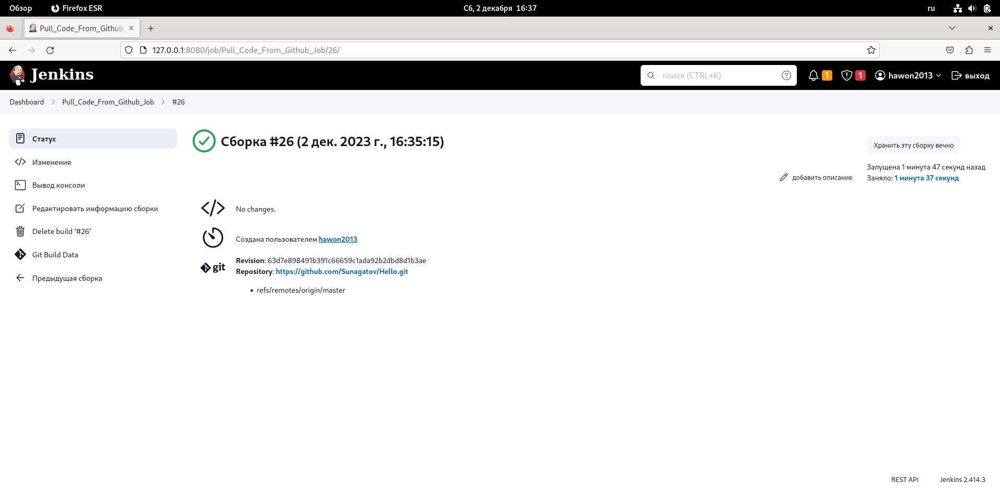 Обзор Firefox ESR Сб, 2 декабря 16:37 ru
Pull_Code_From_Github_
127.0.0.1:8080/job/Pull_Code_From_Github_Job/26/
Jenkins поиск (CTRL+K) 1 1 hawon2013 выход
Dashboard Pull_Code_From_Github_Job #26
Статус
Изменения
Вывод консоли
Редактировать информацию сборки
Delete build ‘#26’
Git Build Data
Предыдущая сборка
Сборка #26 (2 дек. 2023 г., 16:35:15)
Хранить эту сборку вечно
Запущена 1 минута 47 секунд назад
добавить описание Заняло: 1 минута 37 секунд
No changes.
Создана пользователем hawon2013
git
Revision: 63d7e898491b391c66659c1ada92b2dbd8d1b3ae
Repository: https://github.com/Sunagatov/Hello.git
• refs/remotes/origin/master
REST API Jenkins 2.414.3